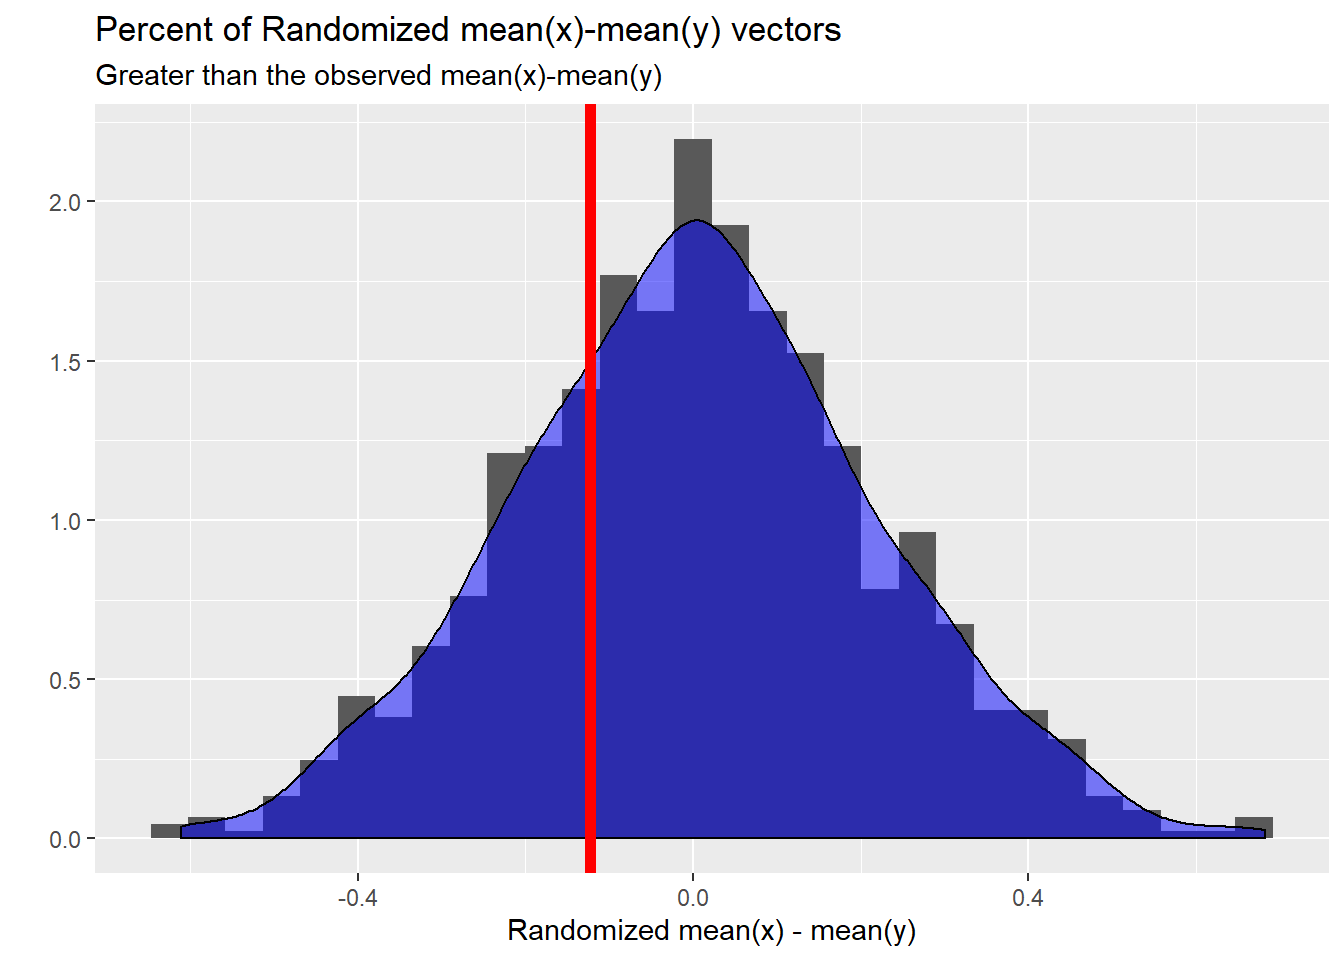 Percent of Randomized mean(x)-mean(y) vectors
Greater than the observed mean(x)-mean(y)
2.0
1.5
1.0
0.5
0.0
-0.4
0.0
0.4
Randomized mean(x) - mean(y)